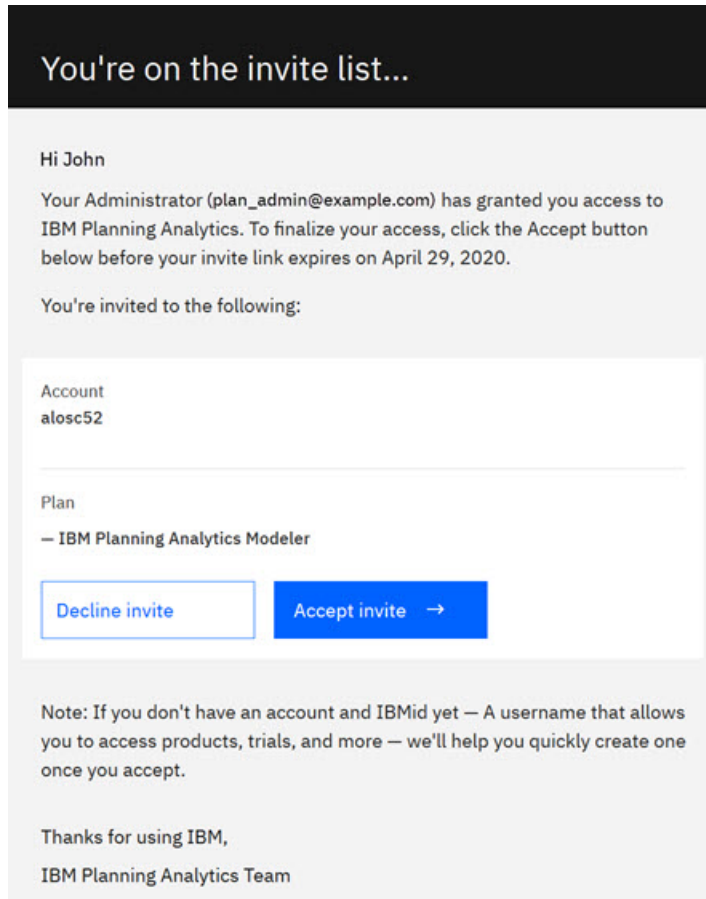 You're on the invite list...
Hi John
Your Administrator (plan_admin@example.com) has granted you access to
IBM Planning Analytics. To finalize your access, click the Accept button
below before your invite link expires on April 29, 2020.
You're invited to the following:
Account
alosc52
Plan
— IBM Planning Analytics Modeler
Decline invite
Accept invite →
Note: If you don't have an account and IBMid yet — A username that allows
you to access products, trials, and more — we'll help you quickly create one
once you accept.
Thanks for using IBM,
IBM Planning Analytics Team